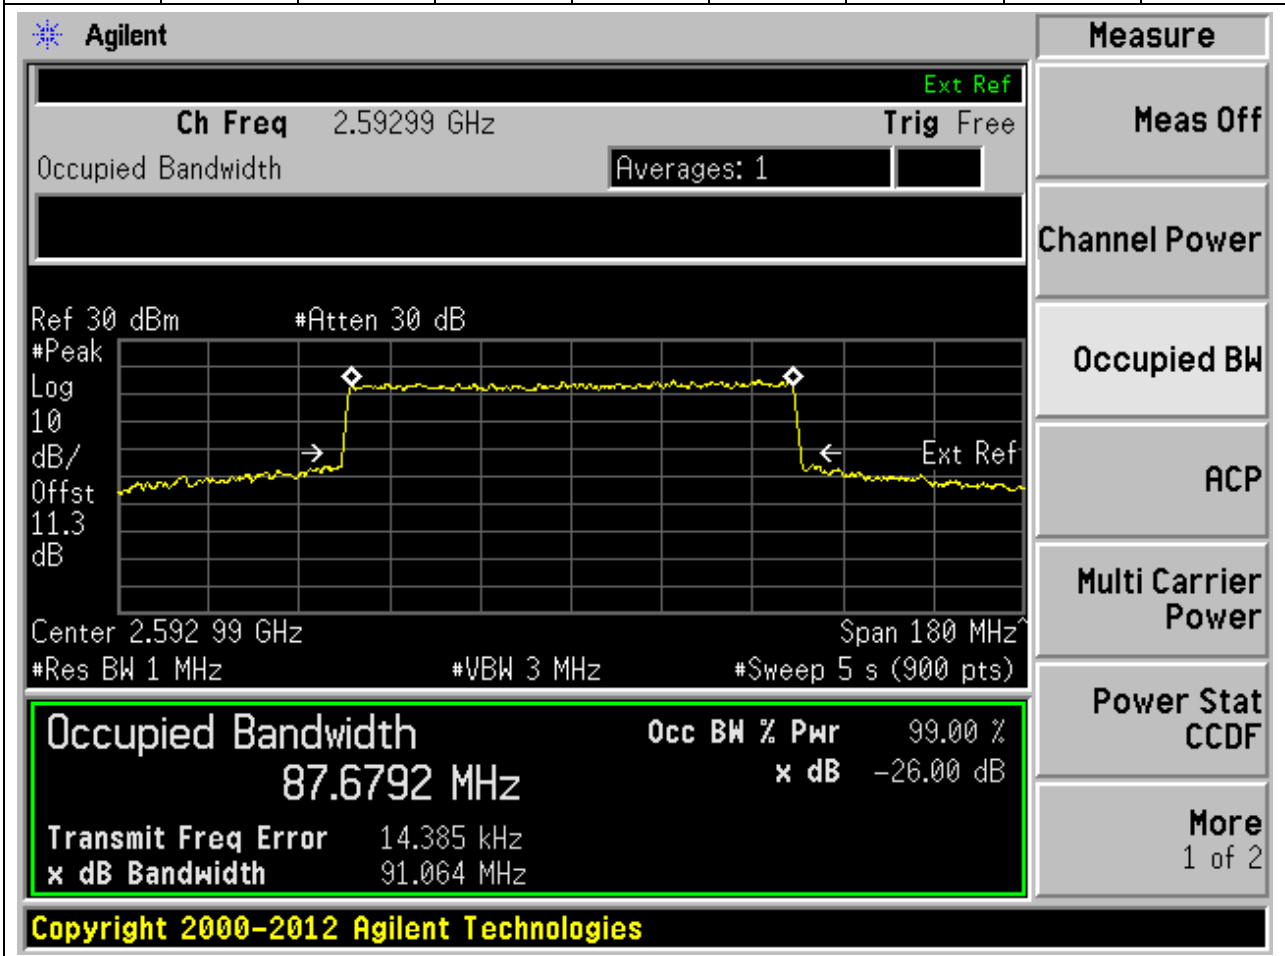 Agilent
Measure
Ext Ref
Ch Freq 2.59299 GHz Trig Free
Meas Off
Occupied Bandwidth Averages: 1
Channel Power
Ref 30 dBm #Atten 30 dB
#Peak
Log
10
dB/
Offst
11.3
dB
Ext Ref
Occupied BW
ACP
Center 2.592 99 GHz Span 180 MHz^
#Res BW 1 MHz #VBW 3 MHz #Sweep 5 s (900 pts)
Multi Carrier
Power
Occupied Bandwidth Occ BW % Pwr 99.00 %
87.6792 MHz x dB -26.00 dB
Transmit Freq Error 14.385 kHz
x dB Bandwidth 91.064 MHz
Power Stat
CCDF
More
1 of 2
Copyright 2000-2012 Agilent Technologies